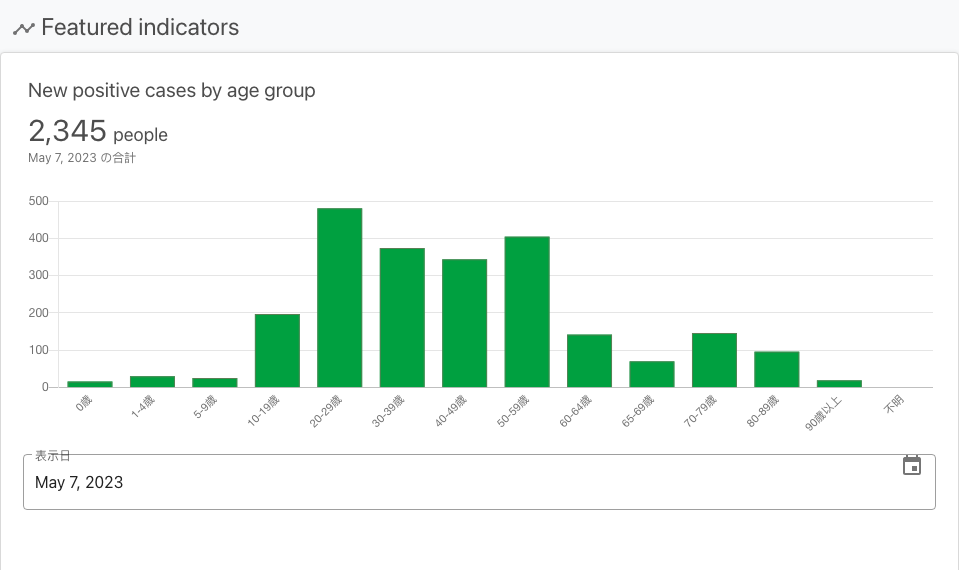 Featured indicators
New positive cases by age group
2,345 people
May 7, 2023 の合計
500
400
300
200
100
0
0歳
1-4歳
5-9歳
10-19歳
20-29歳
30-39歳
40-49歳
50-59歳
60-64歳
65-69歳
70-79歳
80-89歳
90歳以上
不明
表示日
May 7, 2023